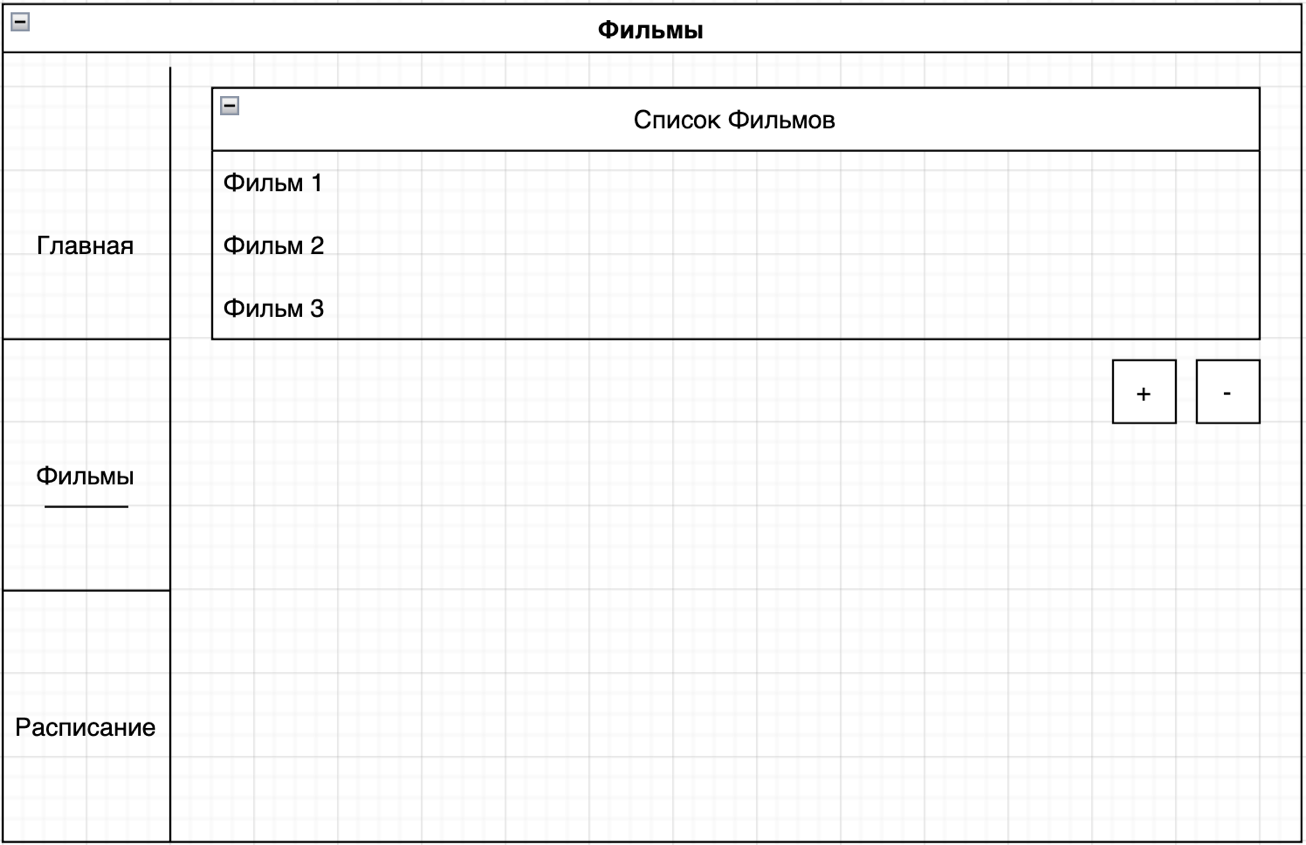 Фильмы
Список Фильмов
Фильм 1
Фильм 2
Фильм 3
+ -
Главная
Фильмы
Расписание